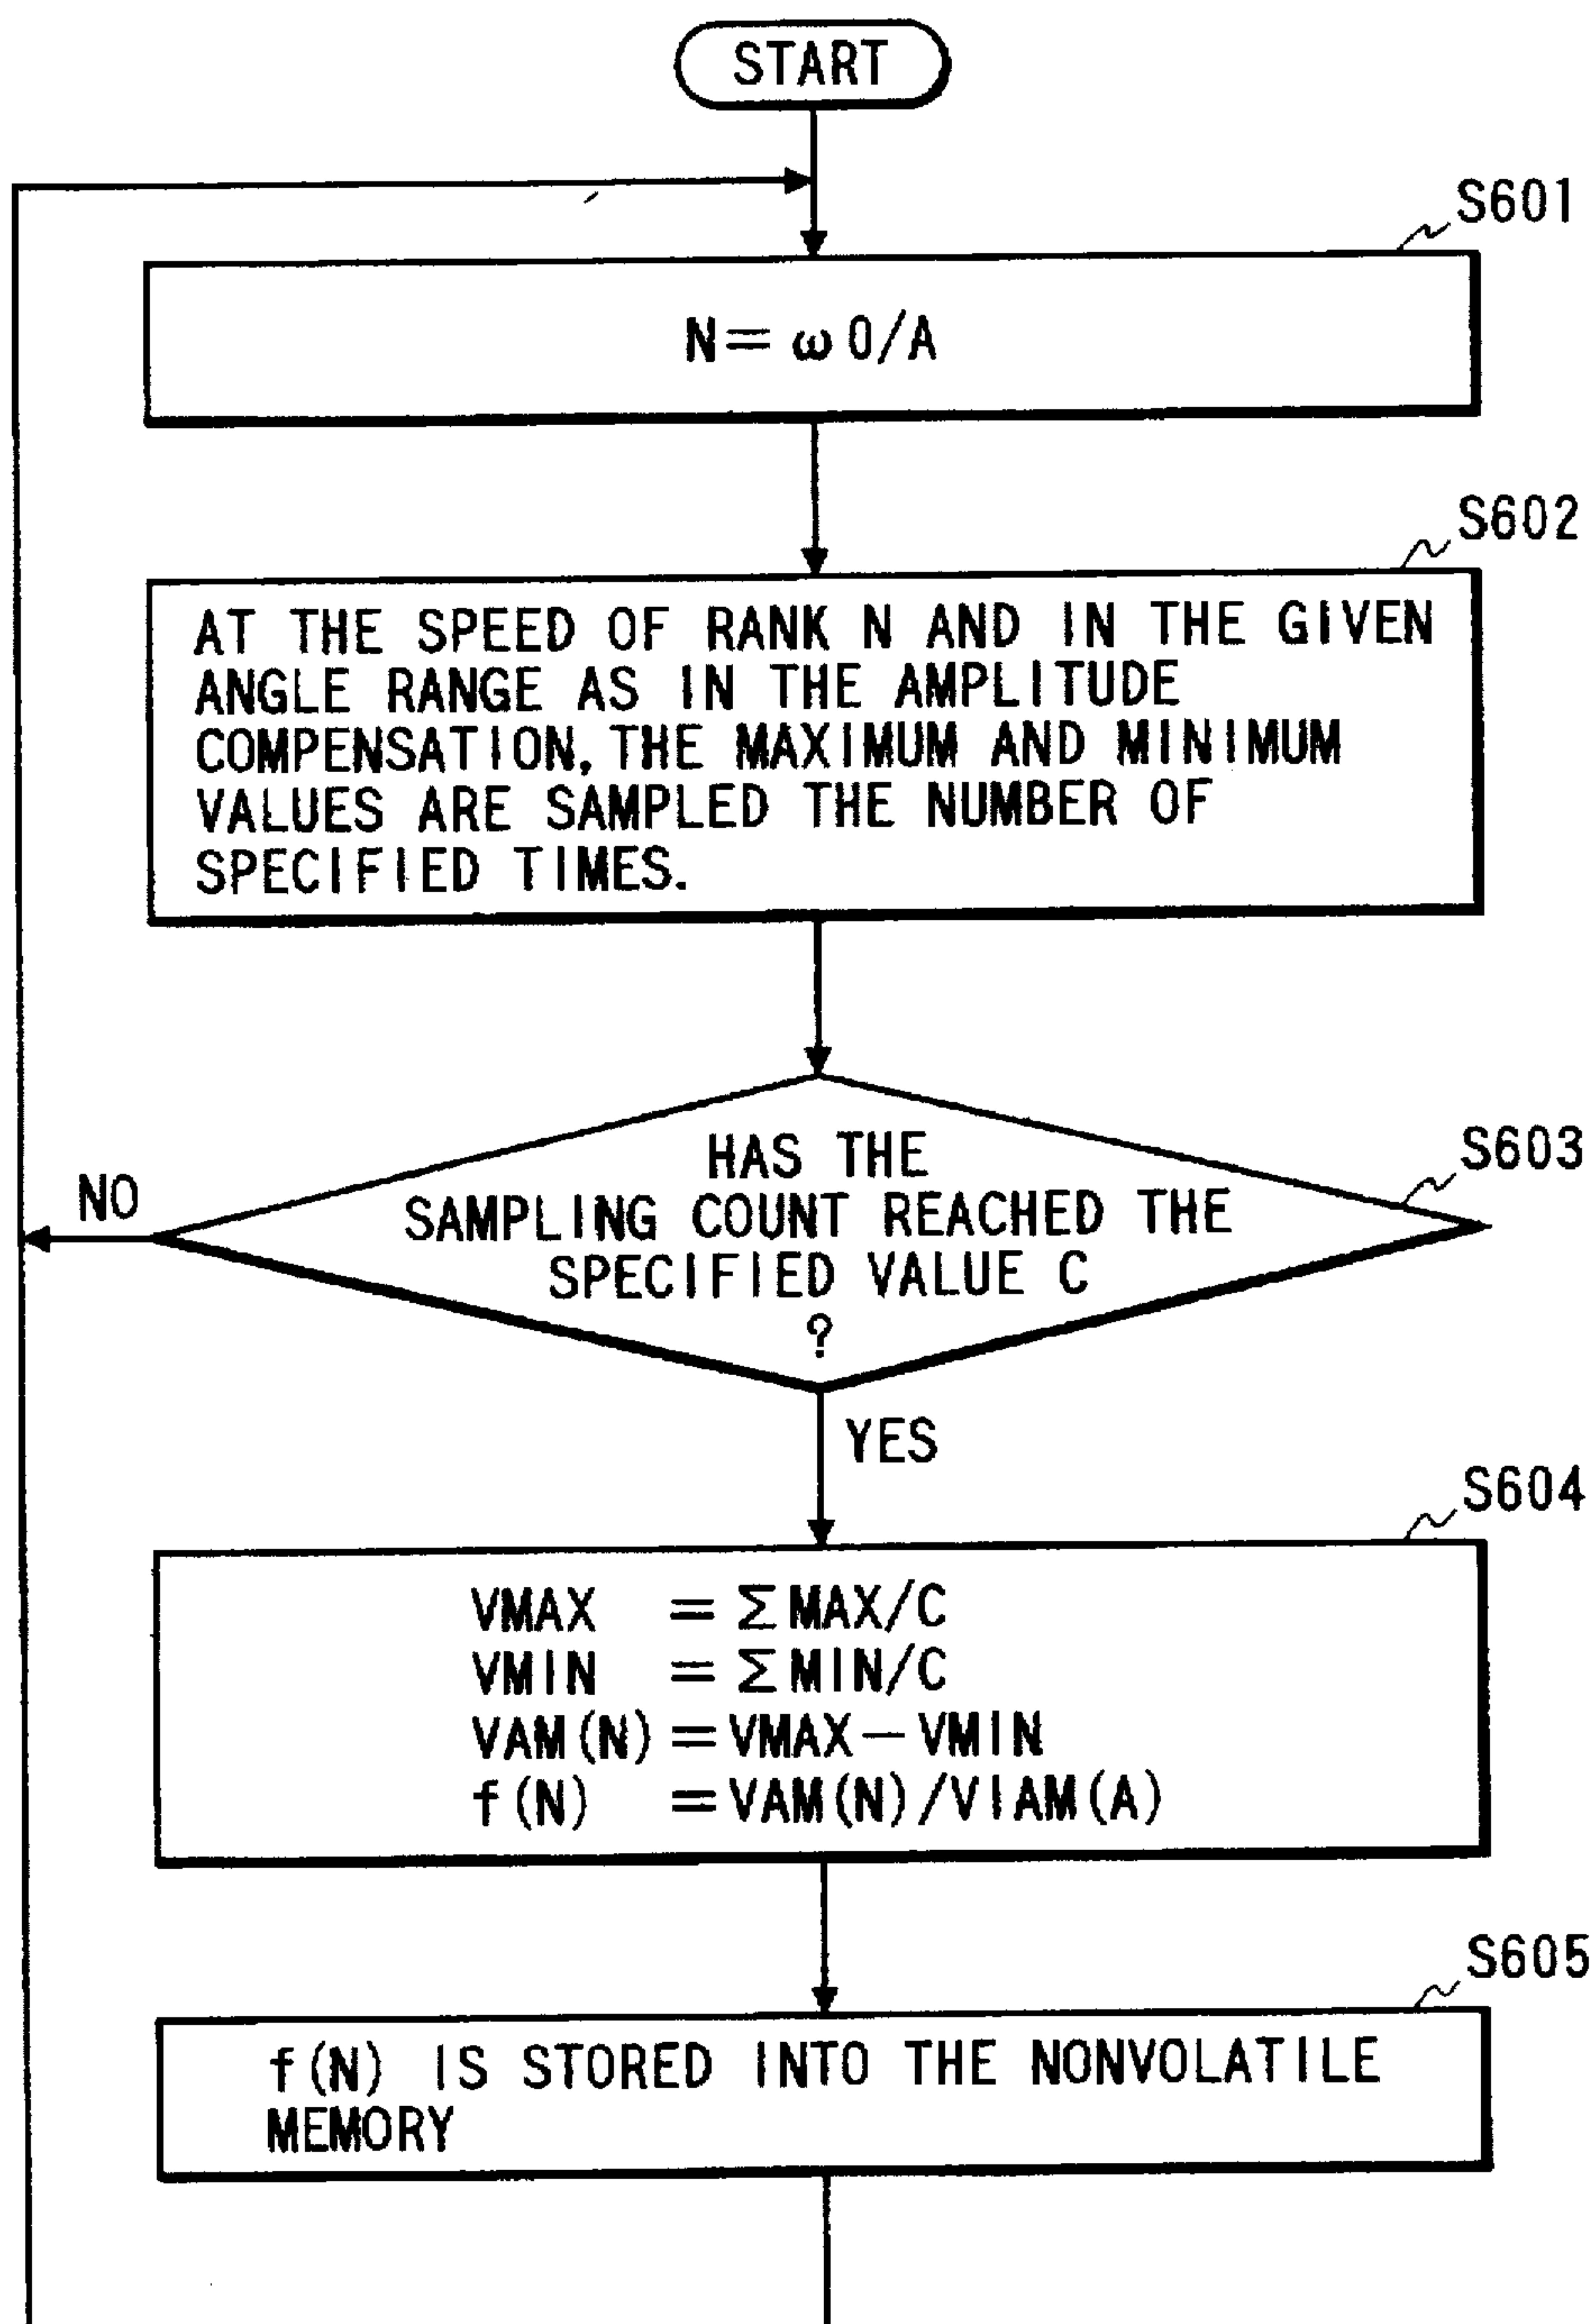 START
S601
N=ω0/A
S602
AT THE SPEED OF RANK N AND IN THE GIVEN
ANGLE RANGE AS IN THE AMPLITUDE
COMPENSATION, THE MAXIMUM AND MINIMUM
VALUES ARE SAMPLED THE NUMBER OF
SPECIFIED TIMES.
S603
HAS THE
SAMPLING COUNT REACHED THE
SPECIFIED VALUE C
?
NO
YES
S604
VMAX = ΣMAX/C
VMIN = ΣMIN/C
VAM(N) = VMAX-VMIN
f(N) = VAM(N)/VIAM(A)
S605
f(N) IS STORED INTO THE NONVOLATILE
MEMORY